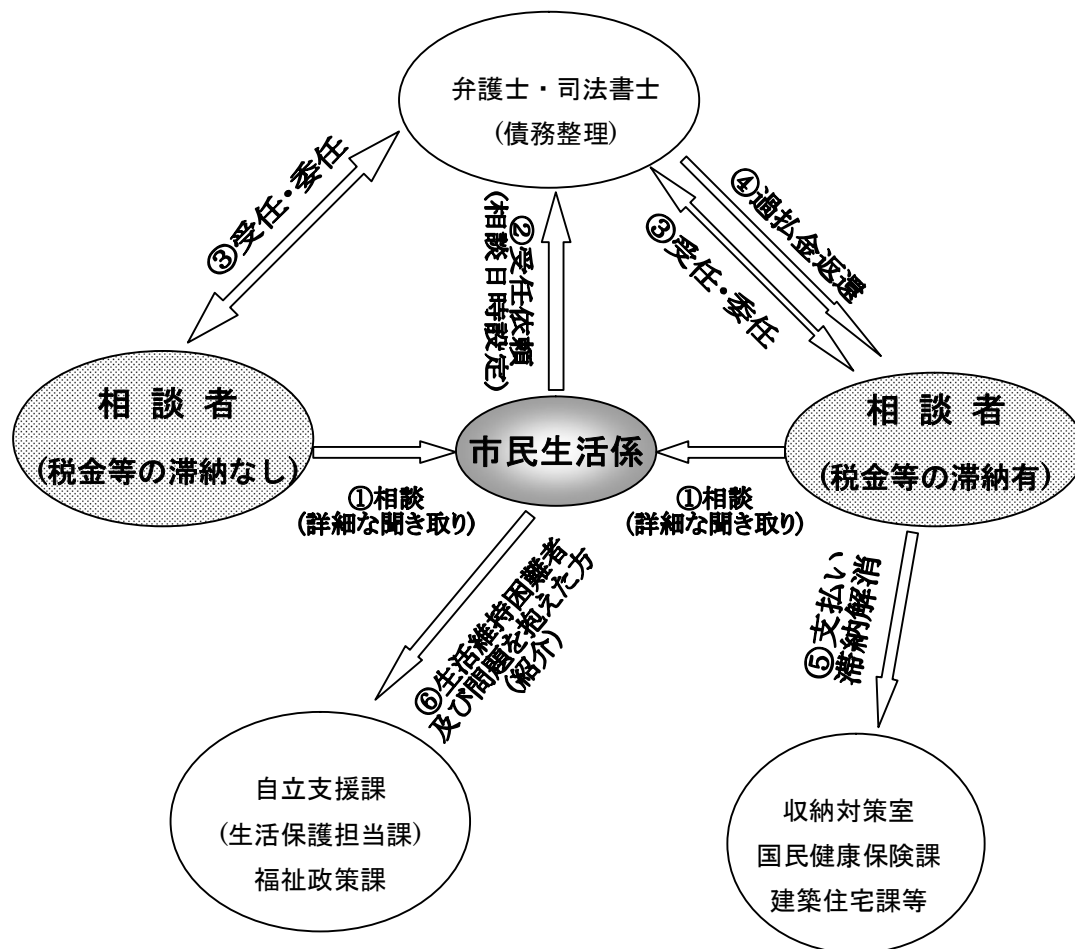 弁護士・司法書士
(債務整理)
③受任・委任
②受任依頼
(相談日時設定)
④過払金返還
③受任・委任
相 談 者
(税金等の滞納なし)
市民生活係
相 談 者
(税金等の滞納有)
①相談
(詳細な聞き取り)
①相談
(詳細な聞き取り)
⑥生活維持困難者
及び問題を抱えた方
(紹介)
⑤支払い
滞納解消
自立支援課
(生活保護担当課)
福祉政策課
収納対策室
国民健康保険課
建築住宅課等